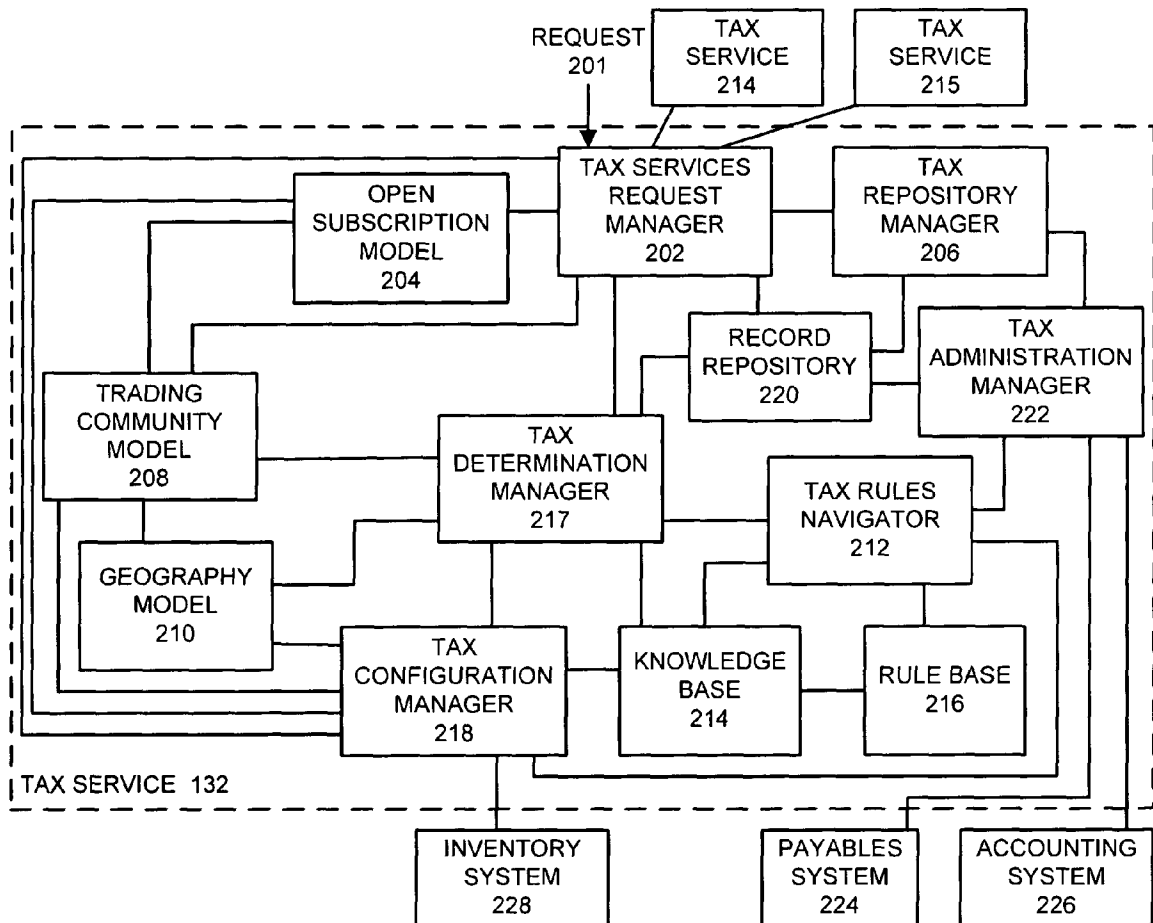 REQUEST
201
TAX
SERVICE
214
TAX
SERVICE
215
OPEN
SUBSCRIPTION
MODEL
204
TAX SERVICES
REQUEST
MANAGER
202
TAX
REPOSITORY
MANAGER
206
RECORD
REPOSITORY
220
TAX
ADMINISTRATION
MANAGER
222
TRADING
COMMUNITY
MODEL
208
TAX
DETERMINATION
MANAGER
217
TAX RULES
NAVIGATOR
212
GEOGRAPHY
MODEL
210
TAX
CONFIGURATION
MANAGER
218
KNOWLEDGE
BASE
214
RULE BASE
216
TAX SERVICE 132
INVENTORY
SYSTEM
228
PAYABLES
SYSTEM
224
ACCOUNTING
SYSTEM
226